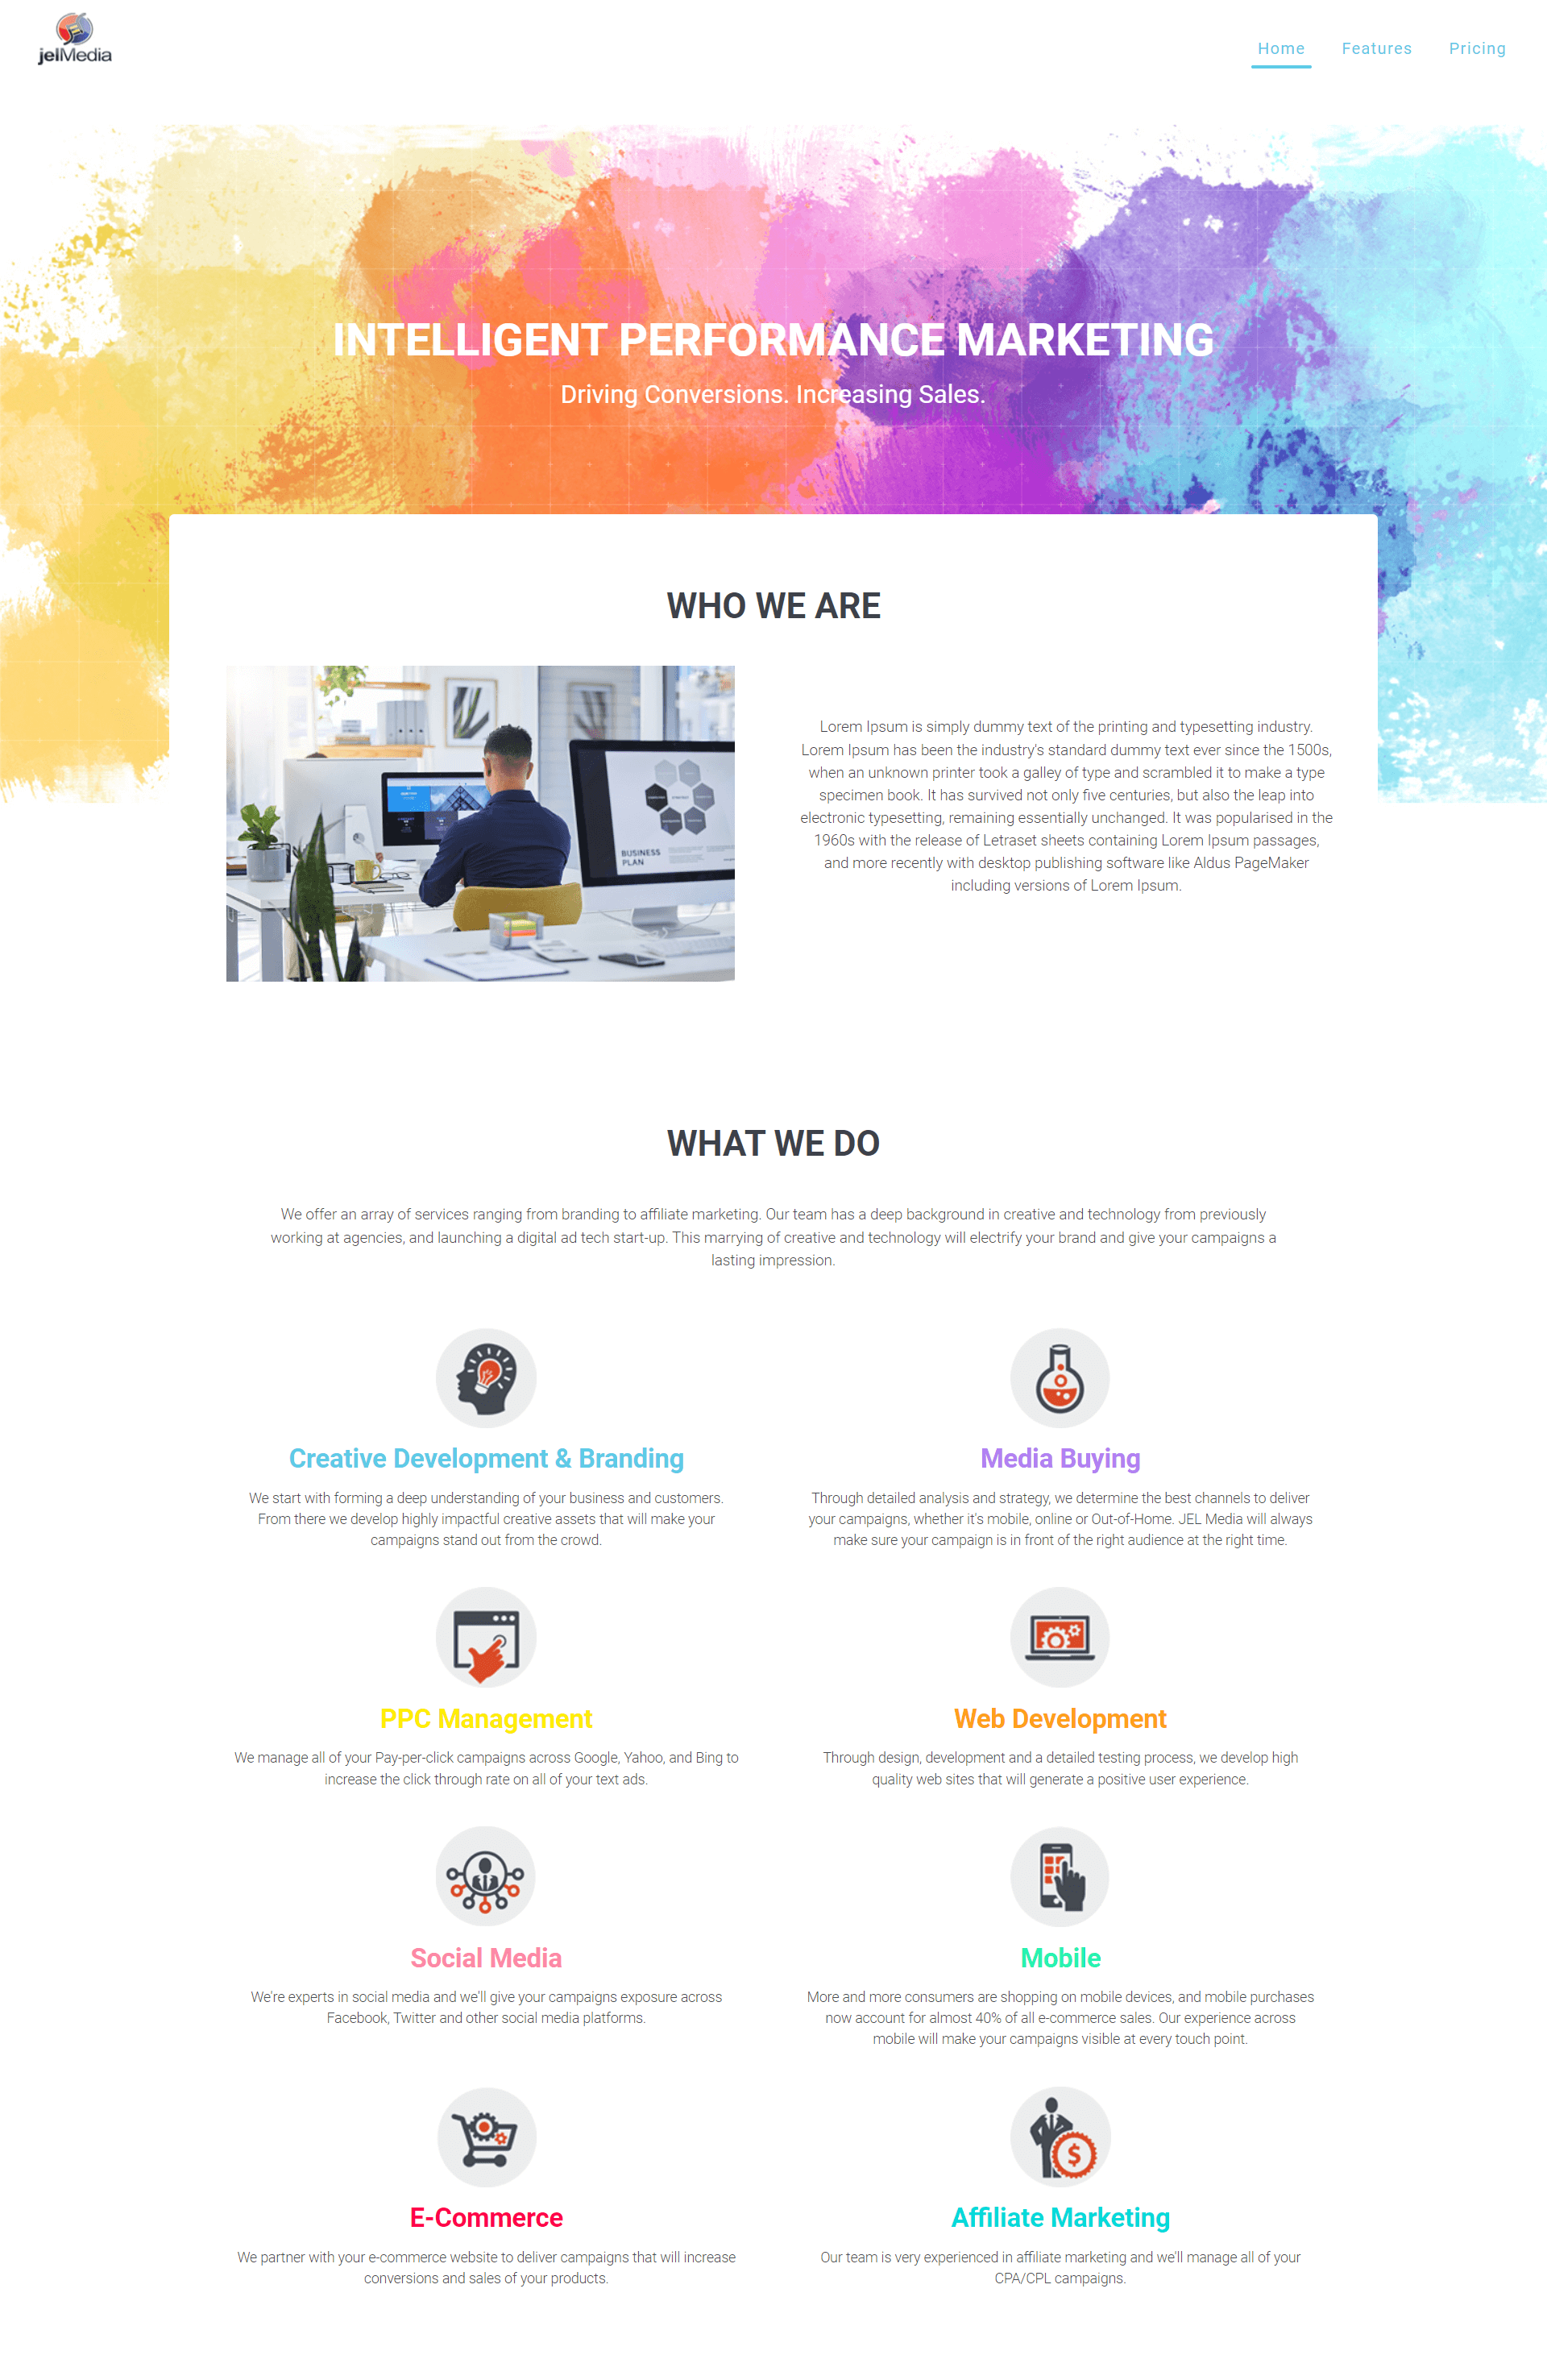 jelMedia
Home Features Pricing
INTELLIGENT PERFORMANCE MARKETING
Driving Conversions. Increasing Sales.
WHO WE ARE
BUSINESS
PLAN
Lorem Ipsum is simply dummy text of the printing and typesetting industry.
Lorem Ipsum has been the industry's standard dummy text ever since the 1500s,
when an unknown printer took a galley of type and scrambled it to make a type
specimen book. It has survived not only five centuries, but also the leap into
electronic typesetting, remaining essentially unchanged. It was popularised in the
1960s with the release of Letraset sheets containing Lorem Ipsum passages,
and more recently with desktop publishing software like Aldus PageMaker
including versions of Lorem Ipsum.
WHAT WE DO
We offer an array of services ranging from branding to affiliate marketing. Our team has a deep background in creative and technology from previously
working at agencies, and launching a digital ad tech start-up. This marrying of creative and technology will electrify your brand and give your campaigns a
lasting impression.
Creative Development & Branding
We start with forming a deep understanding of your business and customers.
From there we develop highly impactful creative assets that will make your
campaigns stand out from the crowd.
Media Buying
Through detailed analysis and strategy, we determine the best channels to deliver
your campaigns, whether it's mobile, online or Out-of-Home. JEL Media will always
make sure your campaign is in front of the right audience at the right time.
PPC Management
We manage all of your Pay-per-click campaigns across Google, Yahoo, and Bing to
increase the click through rate on all of your text ads.
Web Development
Through design, development and a detailed testing process, we develop high
quality web sites that will generate a positive user experience.
Social Media
We're experts in social media and we'll give your campaigns exposure across
Facebook, Twitter and other social media platforms.
Mobile
More and more consumers are shopping on mobile devices, and mobile purchases
now account for almost 40% of all e-commerce sales. Our experience across
mobile will make your campaigns visible at every touch point.
E-Commerce
We partner with your e-commerce website to deliver campaigns that will increase
conversions and sales of your products.
$
Affiliate Marketing
Our team is very experienced in affiliate marketing and we'll manage all of your
CPA/CPL campaigns.